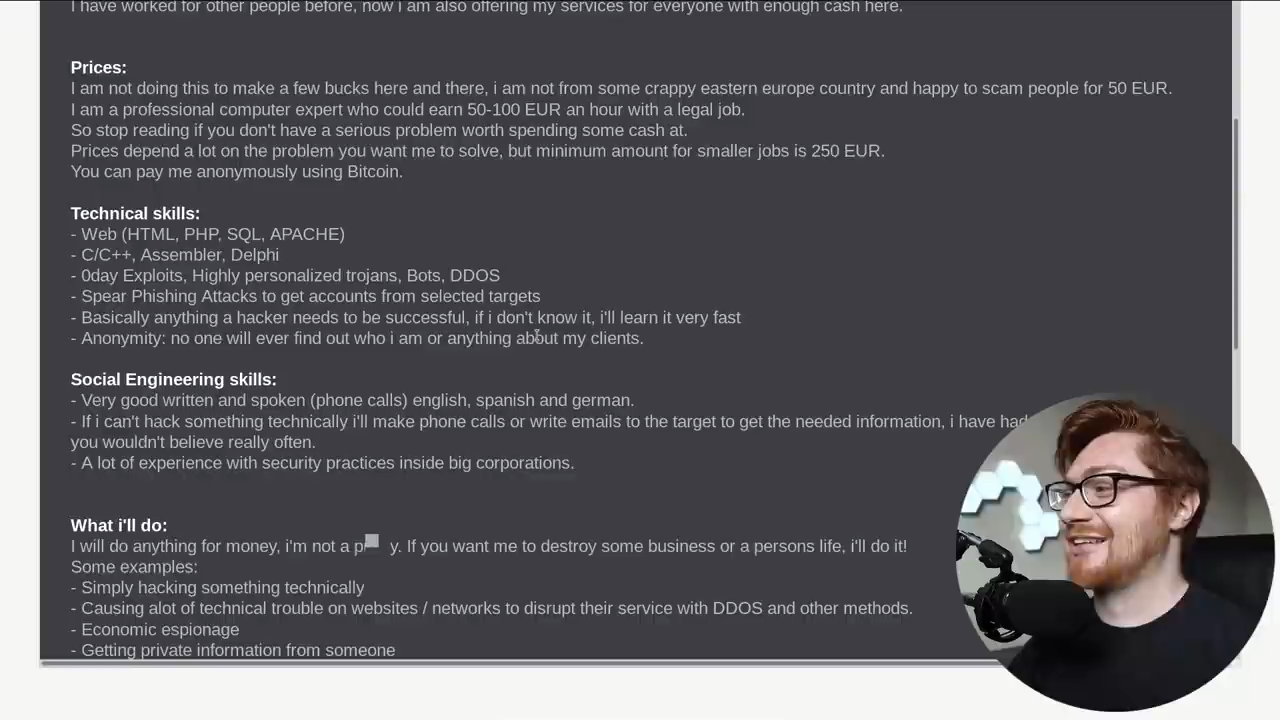 I have worked for other people before, now i am also offering my services for everyone with enough cash here.
Prices:
I am not doing this to make a few bucks here and there, i am not from some crappy eastern europe country and happy to scam people for 50 EUR.
I am a professional computer expert who could earn 50-100 EUR an hour with a legal job.
So stop reading if you don't have a serious problem worth spending some cash at.
Prices depend a lot on the problem you want me to solve, but minimum amount for smaller jobs is 250 EUR.
You can pay me anonymously using Bitcoin.
Technical skills:
- Web (HTML, PHP, SQL, APACHE)
- C/C++, Assembler, Delphi
- 0day Exploits, Highly personalized trojans, Bots, DDOS
- Spear Phishing Attacks to get accounts from selected targets
- Basically anything a hacker needs to be successful, if i don't know it, i'll learn it very fast
- Anonymity: no one will ever find out who i am or anything about my clients.
Social Engineering skills:
- Very good written and spoken (phone calls) english, spanish and german.
- If i can't hack something technically i'll make phone calls or write emails to the target to get the needed information, i have had
you wouldn't believe really often.
- A lot of experience with security practices inside big corporations.
What i'll do:
I will do anything for money, i'm not a y. If you want me to destroy some business or a persons life, i'll do it!
Some examples:
- Simply hacking something technically
- Causing alot of technical trouble on websites / networks to disrupt their service with DDOS and other methods.
- Economic espionage
- Getting private information from someone